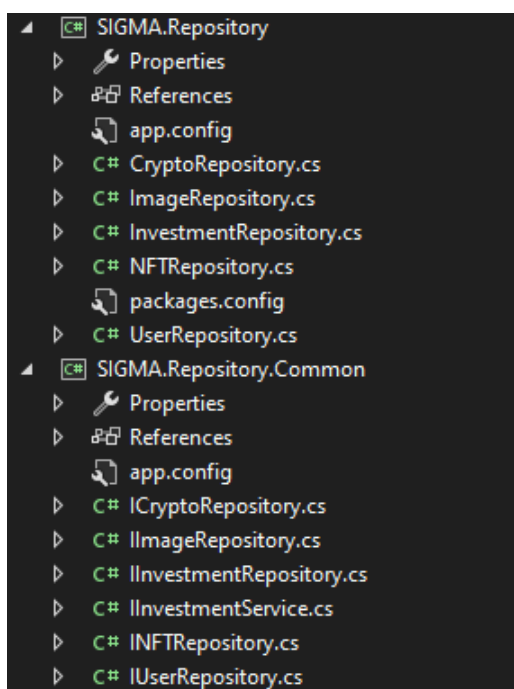 C# SIGMA.Repository
Properties
References
app.config
C# CryptoRepository.cs
C# ImageRepository.cs
C# InvestmentRepository.cs
C# NFTRepository.cs
packages.config
C# UserRepository.cs
C# SIGMA.Repository.Common
Properties
References
app.config
C# ICryptoRepository.cs
C# IImageRepository.cs
C# IInvestmentRepository.cs
C# IInvestmentService.cs
C# INFTRepository.cs
C# IUserRepository.cs